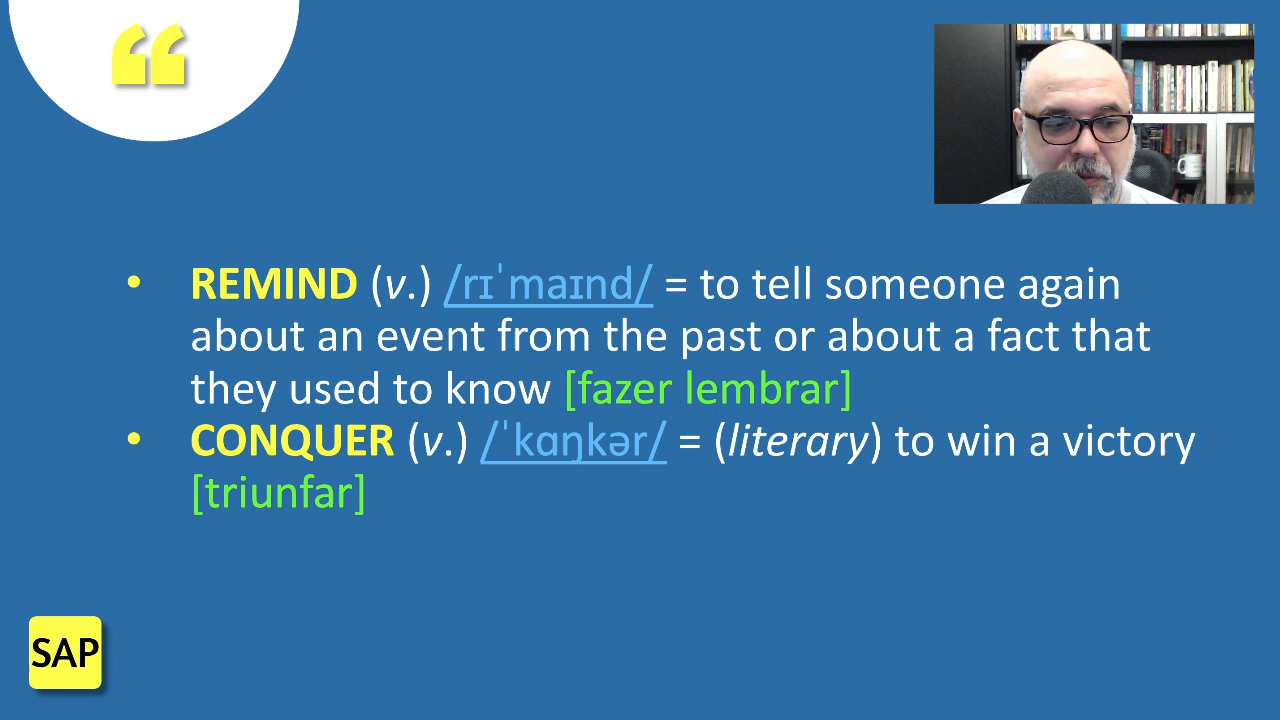 “
• REMIND (v.) /rɪˈmaɪnd/ = to tell someone again
about an event from the past or about a fact that
they used to know [fazer lembrar]
• CONQUER (v.) /ˈkɑŋkər/ = (literary) to win a victory
[triunfar]
SAP